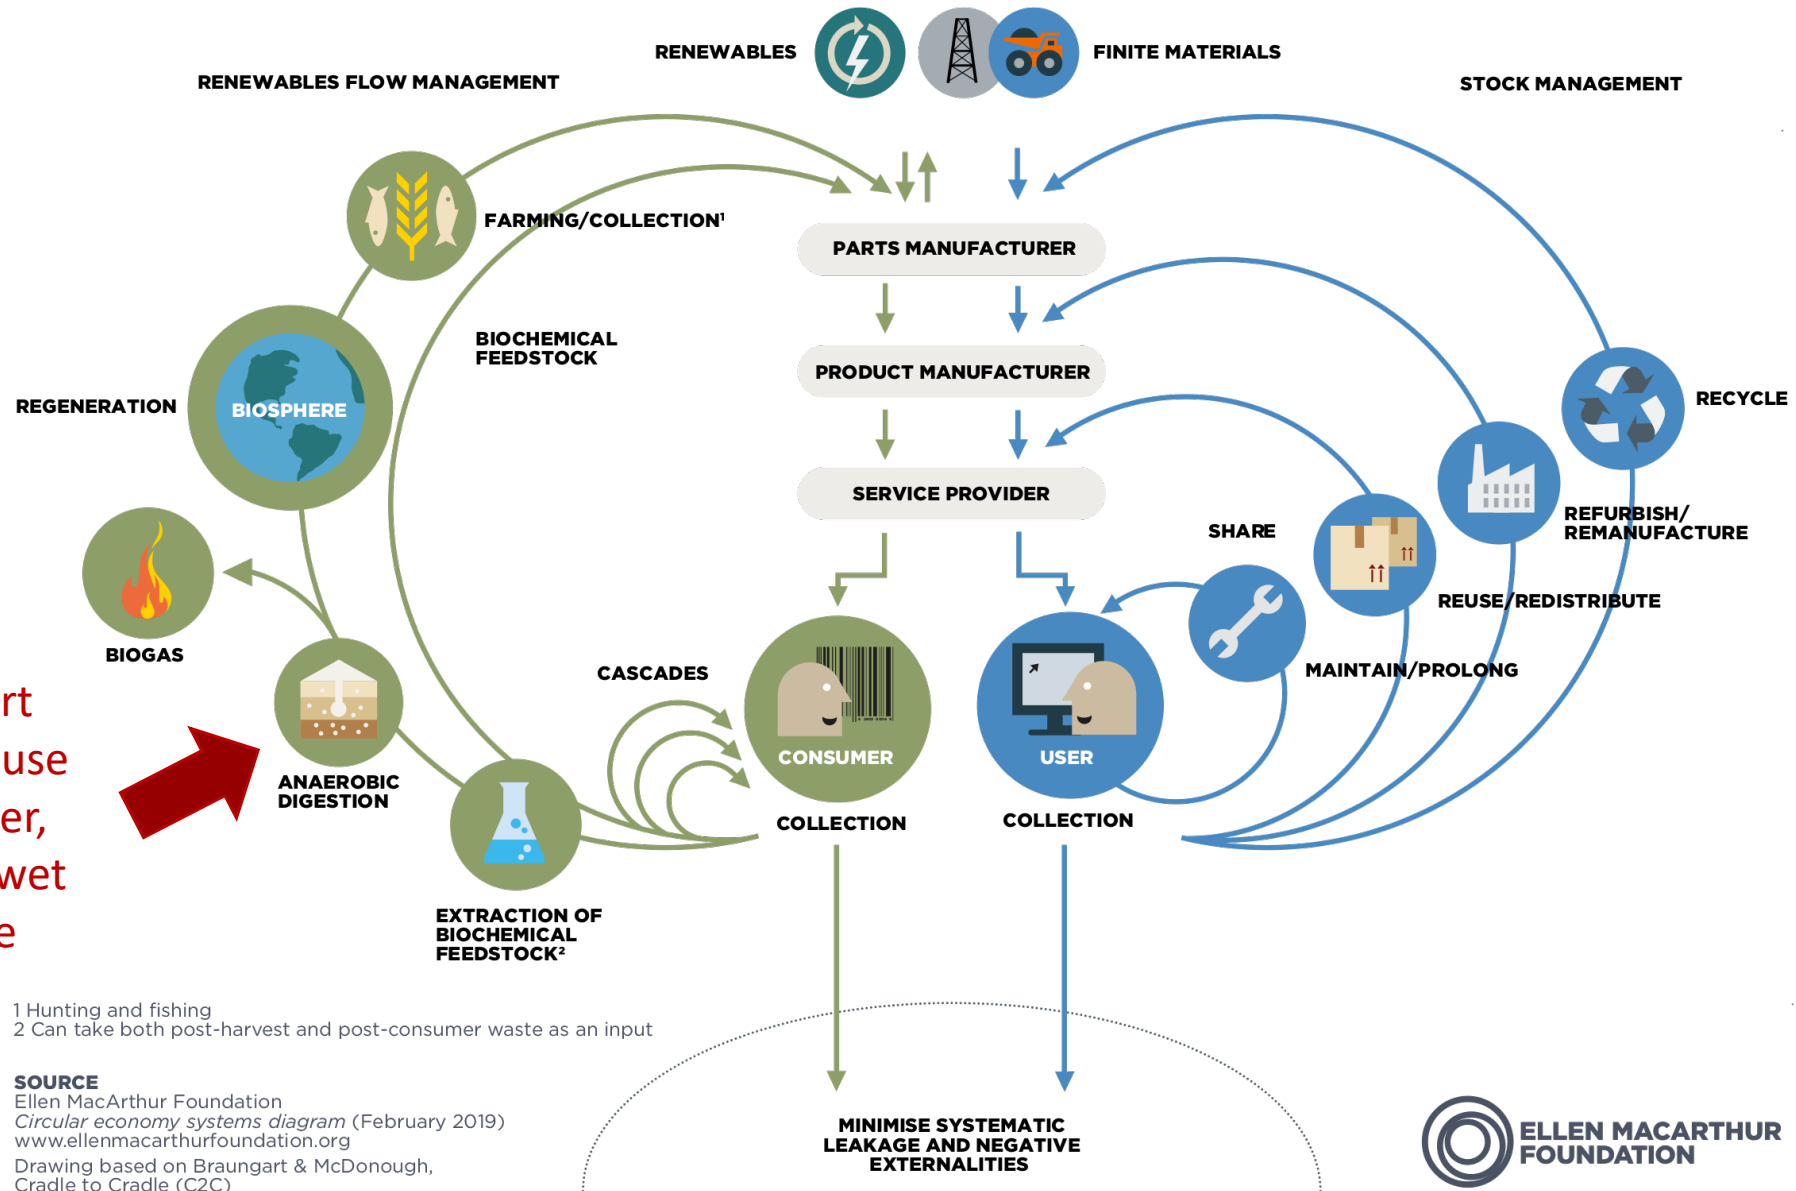 RENEWABLES
FINITE MATERIALS
RENEWABLES FLOW MANAGEMENT
STOCK MANAGEMENT
FARMING/COLLECTION¹
PARTS MANUFACTURER
BIOCHEMICAL
FEEDSTOCK
PRODUCT MANUFACTURER
REGENERATION
BIOSPHERE
RECYCLE
SERVICE PROVIDER
SHARE
REFURBISH/
REMANUFACTURE
REUSE/REDISTRIBUTE
BIOGAS
CASCADES
MAINTAIN/PROLONG
rt
use
er,
wet
e
ANAEROBIC
DIGESTION
CONSUMER
USER
COLLECTION
COLLECTION
EXTRACTION OF
BIOCHEMICAL
FEEDSTOCK²
1 Hunting and fishing
2 Can take both post-harvest and post-consumer waste as an input
SOURCE
Ellen MacArthur Foundation
Circular economy systems diagram (February 2019)
www.ellenmacarthurfoundation.org
Drawing based on Braungart & McDonough,
Cradle to Cradle (C2C)
MINIMISE SYSTEMATIC
LEAKAGE AND NEGATIVE
EXTERNALITIES
ELLEN MACARTHUR
FOUNDATION